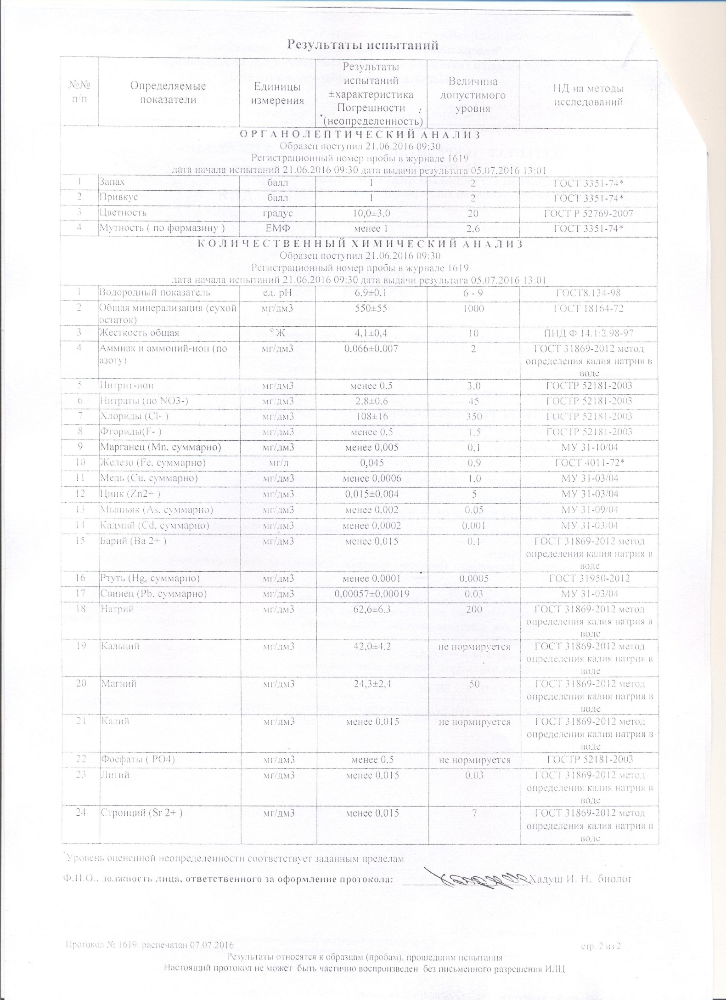 Результаты испытаний
№№ п/п Определяемые показатели Единицы измерения Результаты испытаний ±характеристика Погрешности *(неопределенность) Величина допустимого уровня НД на методы исследований
ОРГАНОЛЕПТИЧЕСКИЙ АНАЛИЗ
Образец поступил 21.06.2016 09:30
Регистрационный номер пробы в журнале 1619
дата начала испытаний 21.06.2016 09:30 дата выдачи результата 05.07.2016 13:01
1 Запах балл 1 2 ГОСТ 3351-74*
2 Привкус балл 1 2 ГОСТ 3351-74*
3 Цветность градус 10,0±3.0 20 ГОСТ Р 52769-2007
4 Мутность ( по формазину ) ЕМФ менее 1 2,6 ГОСТ 3351-74*
КОЛИЧЕСТВЕННЫЙ ХИМИЧЕСКИЙ АНАЛИЗ
Образец поступил 21.06.2016 09:30
Регистрационный номер пробы в журнале 1619
дата начала испытаний 21.06.2016 09:30 дата выдачи результата 05.07.2016 13:01
1 Водородный показатель ед. pH 6,9±0.1 6 - 9 ГОСТ8.134-98
2 Общая минерализация (сухой остаток) мг/дм3 550±55 1000 ГОСТ 18164-72
3 Жесткость общая °Ж 4,1±0,4 10 ПНД Ф 14.1:2.98-97
4 Аммиак и аммоний-ион (по азоту) мг/дм3 0.066±0.007 2 ГОСТ 31869-2012 метод определения калия натрия в воде
5 Нитрит-ион мг/дм3 менее 0.5 3.0 ГОСТР 52181-2003
6 Нитраты (по NO3-) мг/дм3 2,8±0.6 45 ГОСТР 52181-2003
7 Хлориды (Cl- ) мг/дм3 108±16 350 ГОСТР 52181-2003
8 Фториды(F- ) мг/дм3 менее 0.5 1.5 ГОСТР 52181-2003
9 Марганец (Mn. суммарно) мг/дм3 менее 0.005 0.1 МУ 31-10/04
10 Железо (Fe. суммарно) мг/л 0,045 0.9 ГОСТ 4011-72*
11 Медь (Cu. суммарно) мг/дм3 менее 0,0006 1.0 МУ 31-03/04
12 Цинк (Zn2+ ) мг/дм3 0.015±0.004 5 МУ 31-03/04
13 Мышьяк (As. суммарно) мг/дм3 менее 0.002 0.05 МУ 31-09/04
14 Кадмий (Cd, суммарно) мг/дм3 менее 0,0002 0,001 МУ 31-03/04
15 Барий (Ba 2+ ) мг/дм3 менее 0,015 0.1 ГОСТ 31869-2012 метод определения калия натрия в воде
16 Ртуть (Hg, суммарно) мг/дм3 менее 0.0001 0.0005 ГОСТ 31950-2012
17 Свинец (Pb. суммарно) мг/дм3 0,00057±0,00019 0.03 МУ 31-03/04
18 Натрий мг/дм3 62,6±6.3 200 ГОСТ 31869-2012 метод определения калия натрия в воде
19 Кальций мг/дм3 42,0±4,2 не нормируется ГОСТ 31869-2012 метод определения калия натрия в воде
20 Магний мг/дм3 24,3±2,4 50 ГОСТ 31869-2012 метод определения калия натрия в воде
21 Калий мг/дм3 менее 0,015 не нормируется ГОСТ 31869-2012 метод определения калия натрия в воде
22 Фосфаты ( PO4) мг/дм3 менее 0.5 не нормируется ГОСТР 52181-2003
23 Литий мг/дм3 менее 0,015 0,03 ГОСТ 31869-2012 метод определения калия натрия в воде
24 Стронций (Sr 2+ ) мг/дм3 менее 0,015 7 ГОСТ 31869-2012 метод определения калия натрия в воде
*Уровень оцененной неопределенности соответствует заданным пределам
Ф.И.О., должность лица, ответственного за оформление протокола: Хадуш И. Н. биолог
Протокол № 1619 распечатан 07.07.2016 стр. 2 из 2
Результаты относятся к образцам (пробам), прошедшим испытания
Настоящий протокол не может быть частично воспроизведен без письменного разрешения ИЛЦ